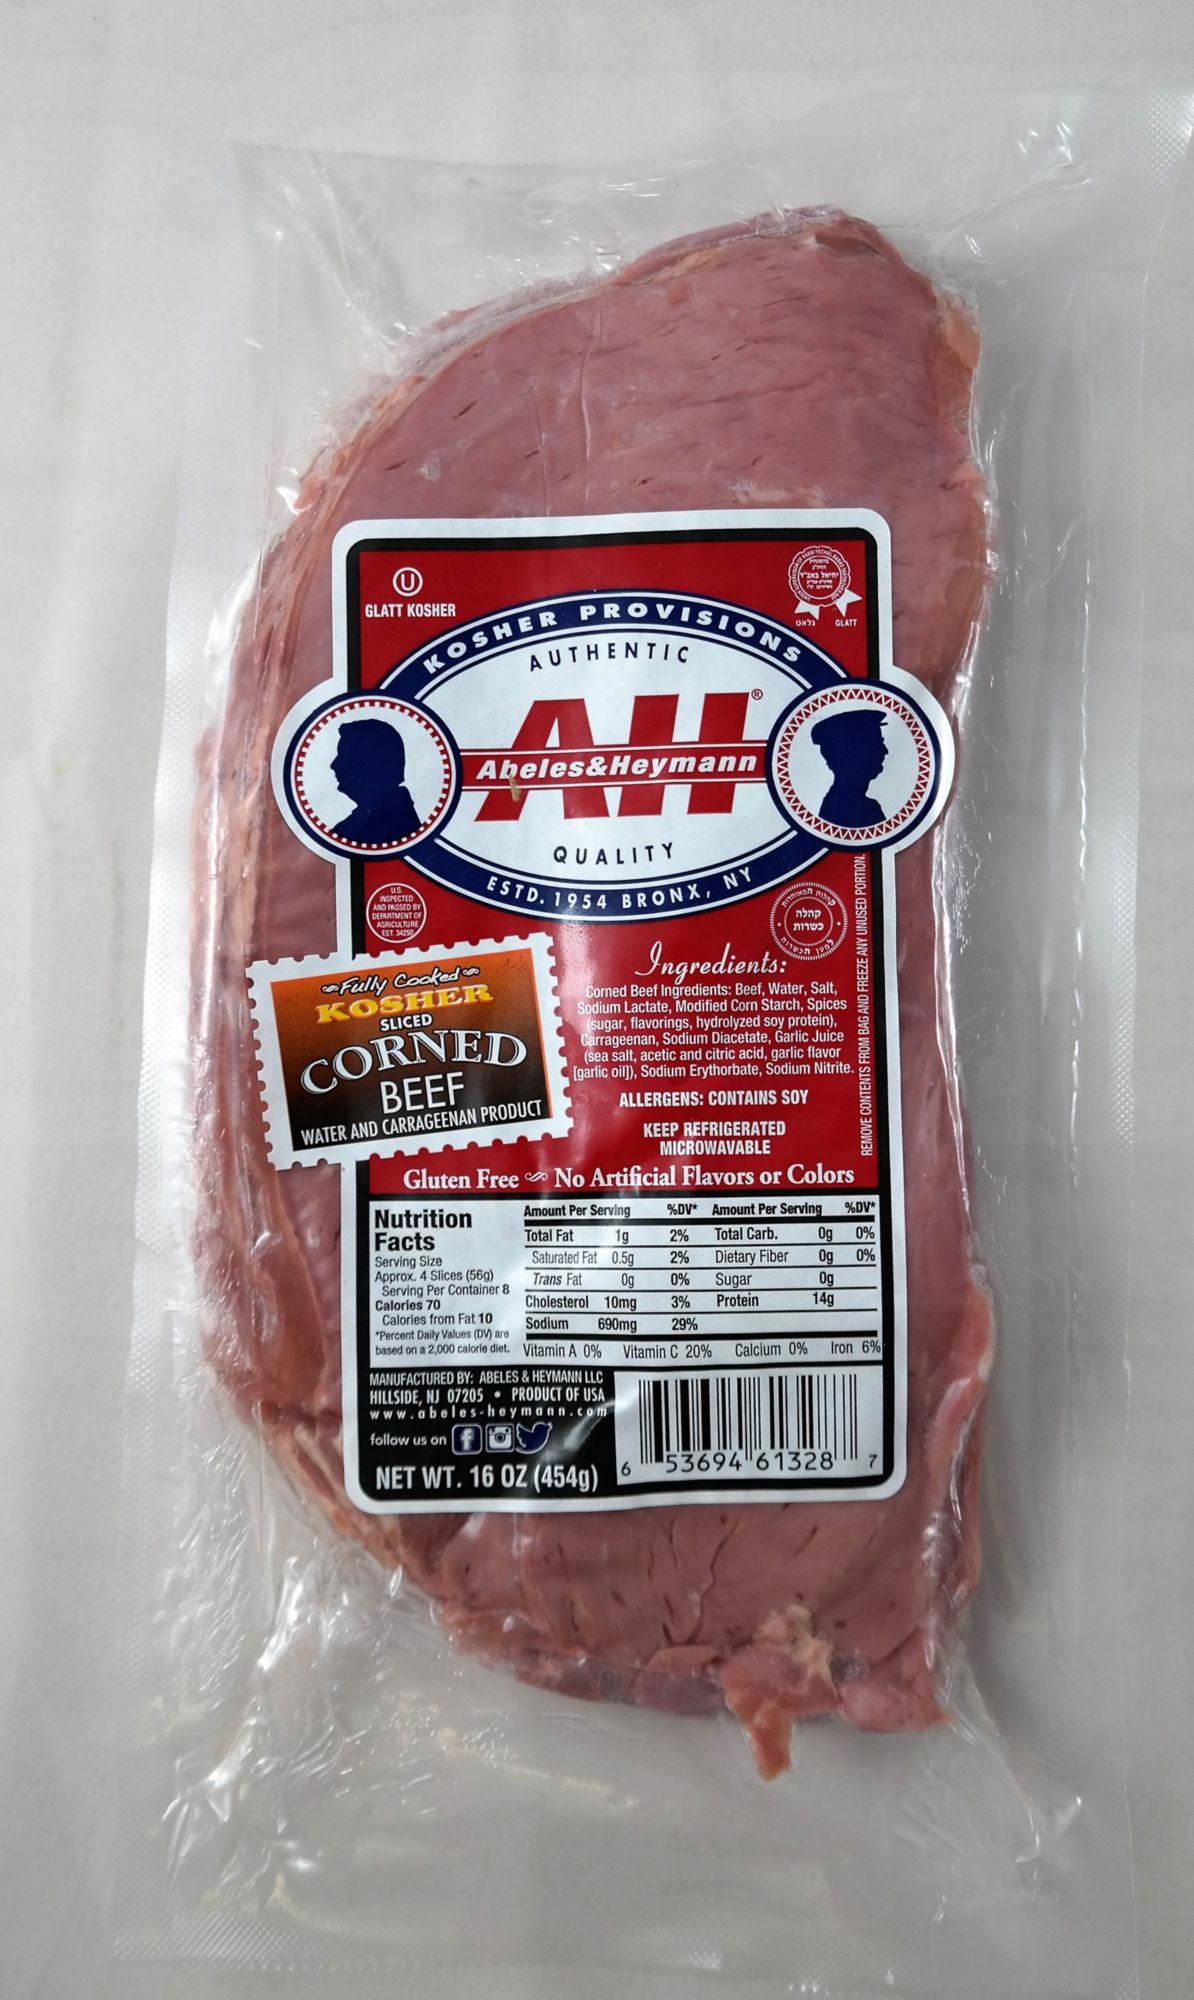 U
GLATT KOSHER
גלאט GLATT
KOSHER PROVISIONS
AUTHENTIC
AH®
Abeles&Heymann
QUALITY
ESTD. 1954 BRONX, NY
U.S.
INSPECTED
AND PASSED BY
DEPARTMENT OF
AGRICULTURE
EST. 34250
קהלה
כשרות
REMOVE CONTENTS FROM BAG AND FREEZE ANY UNUSED PORTION.
Fully Cooked
KOSHER
SLICED
CORNED
BEEF
WATER AND CARRAGEENAN PRODUCT
Ingredients:
Corned Beef Ingredients: Beef, Water, Salt,
Sodium Lactate, Modified Corn Starch, Spices
(sugar, flavorings, hydrolyzed soy protein),
Carrageenan, Sodium Diacetate, Garlic Juice
(sea salt, acetic and citric acid, garlic flavor
[garlic oil]), Sodium Erythorbate, Sodium Nitrite.
ALLERGENS: CONTAINS SOY
KEEP REFRIGERATED
MICROWAVABLE
Gluten Free No Artificial Flavors or Colors
Nutrition
Facts
Serving Size
Approx. 4 Slices (56g)
Serving Per Container 8
Calories 70
Calories from Fat 10
*Percent Daily Values (DV) are
based on a 2,000 calorie diet.
Amount Per Serving %DV* Amount Per Serving %DV*
Total Fat 1g 2% Total Carb. 0g 0%
Saturated Fat 0.5g 2% Dietary Fiber 0g 0%
Trans Fat 0g 0% Sugar 0g
Cholesterol 10mg 3% Protein 14g
Sodium 690mg 29%
Vitamin A 0% Vitamin C 20% Calcium 0% Iron 6%
MANUFACTURED BY: ABELES & HEYMANN LLC
HILLSIDE, NJ 07205 • PRODUCT OF USA
www.abeles-heymann.com
follow us on
NET WT. 16 OZ (454g)
6 53694 61328 7